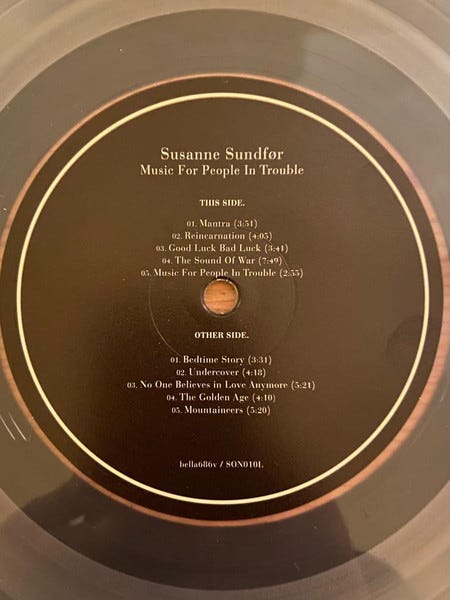 Susanne Sundfør
Music For People In Trouble
THIS SIDE.
01. Mantra (3:51)
02. Reincarnation (4:05)
03. Good Luck Bad Luck (3:41)
04. The Sound Of War (7:49)
05. Music For People In Trouble (2:55)
OTHER SIDE.
01. Bedtime Story (3:31)
02. Undercover (4:18)
03. No One Believes in Love Anymore (5:21)
04. The Golden Age (4:10)
05. Mountaineers (5:20)
bella686v / SON010L